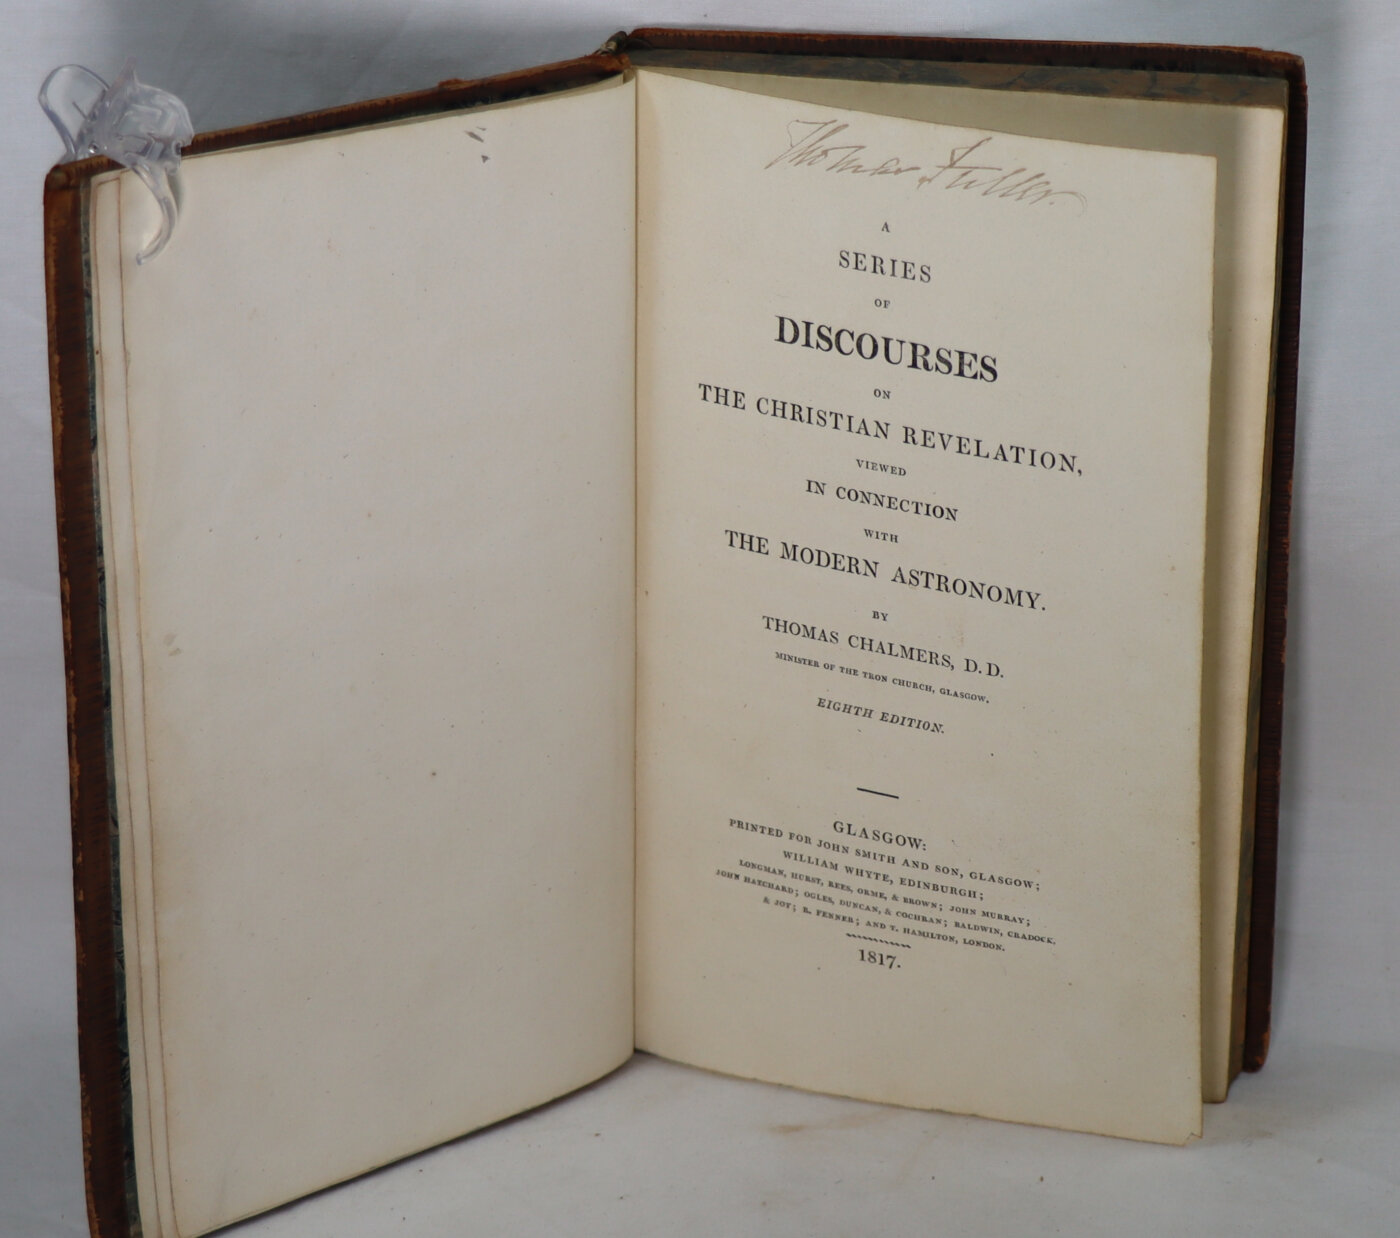 Thomas Fuller.
A
SERIES
OF
DISCOURSES
ON
THE CHRISTIAN REVELATION,
VIEWED
IN CONNECTION
WITH
THE MODERN ASTRONOMY.
BY
THOMAS CHALMERS, D. D.
MINISTER OF THE TRON CHURCH, GLASGOW.
EIGHTH EDITION.
GLASGOW:
PRINTED FOR JOHN SMITH AND SON, GLASGOW;
WILLIAM WHYTE, EDINBURGH;
LONGMAN, HURST, REES, ORME, & BROWN; JOHN MURRAY;
JOHN HATCHARD; OGLES, DUNCAN, & COCHRAN; BALDWIN, CRADOCK,
& JOY; R. FENNER; AND T. HAMILTON, LONDON.
1817.